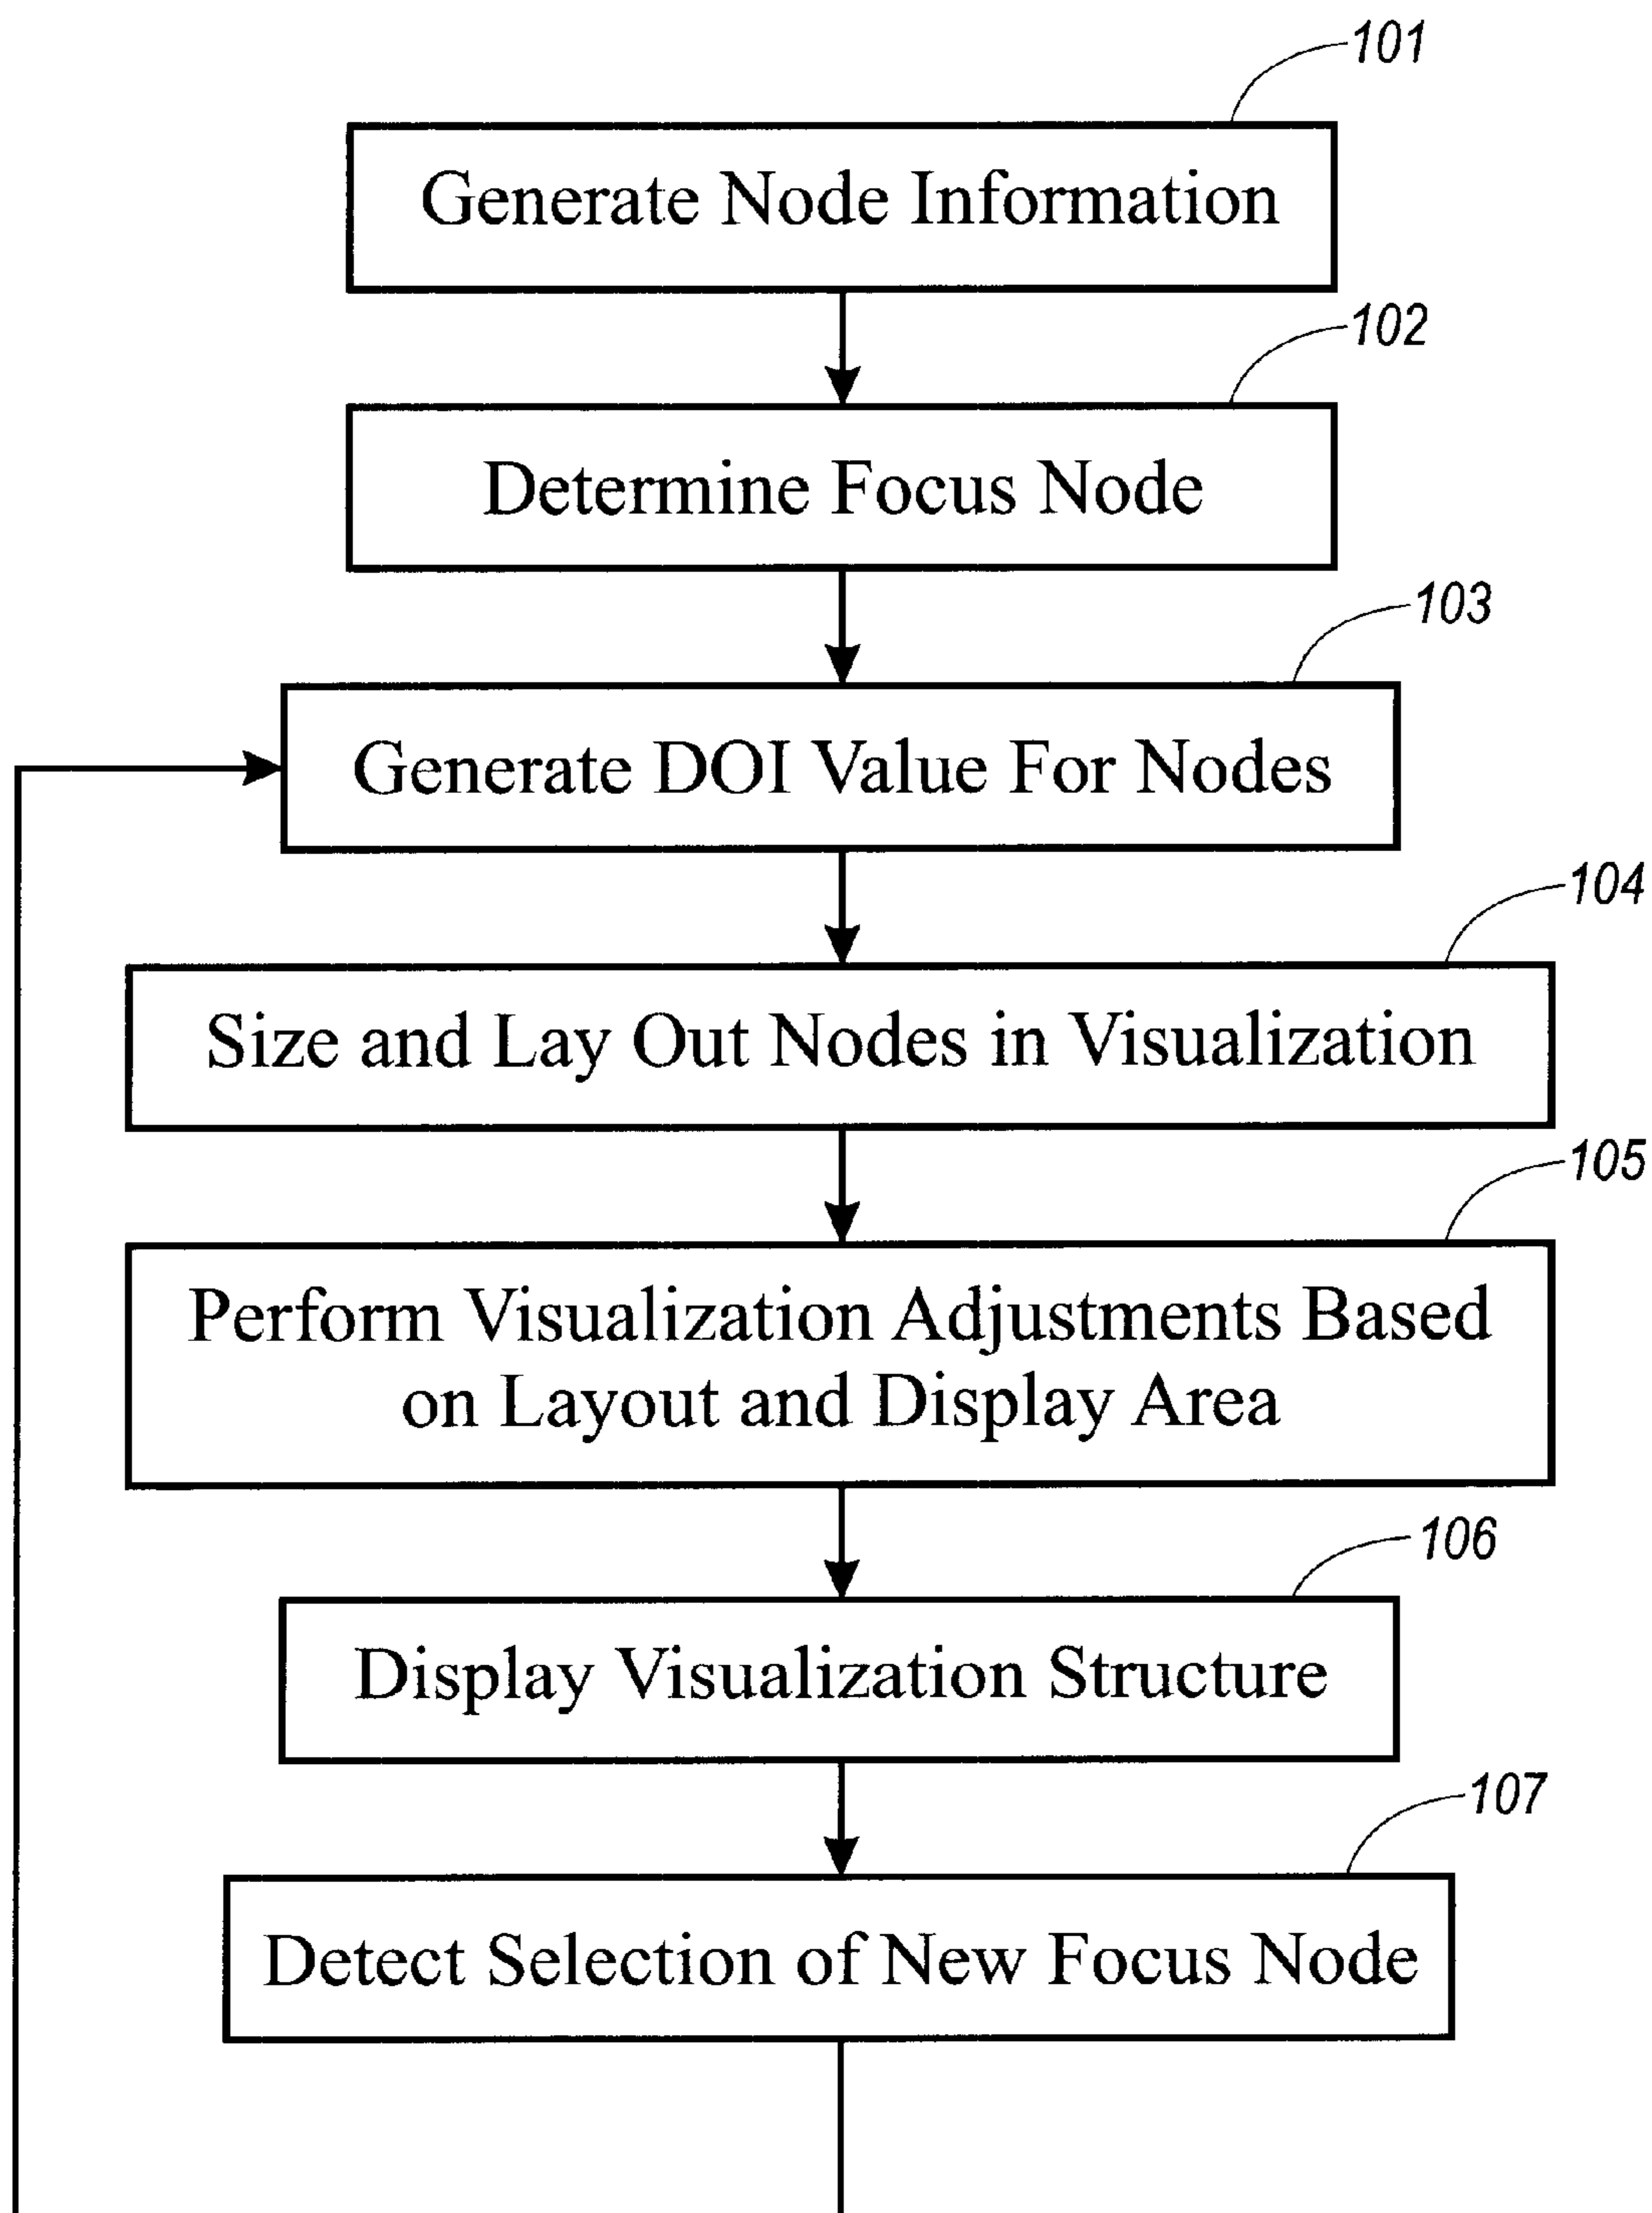 101
Generate Node Information
102
Determine Focus Node
103
Generate DOI Value For Nodes
104
Size and Lay Out Nodes in Visualization
105
Perform Visualization Adjustments Based
on Layout and Display Area
106
Display Visualization Structure
107
Detect Selection of New Focus Node